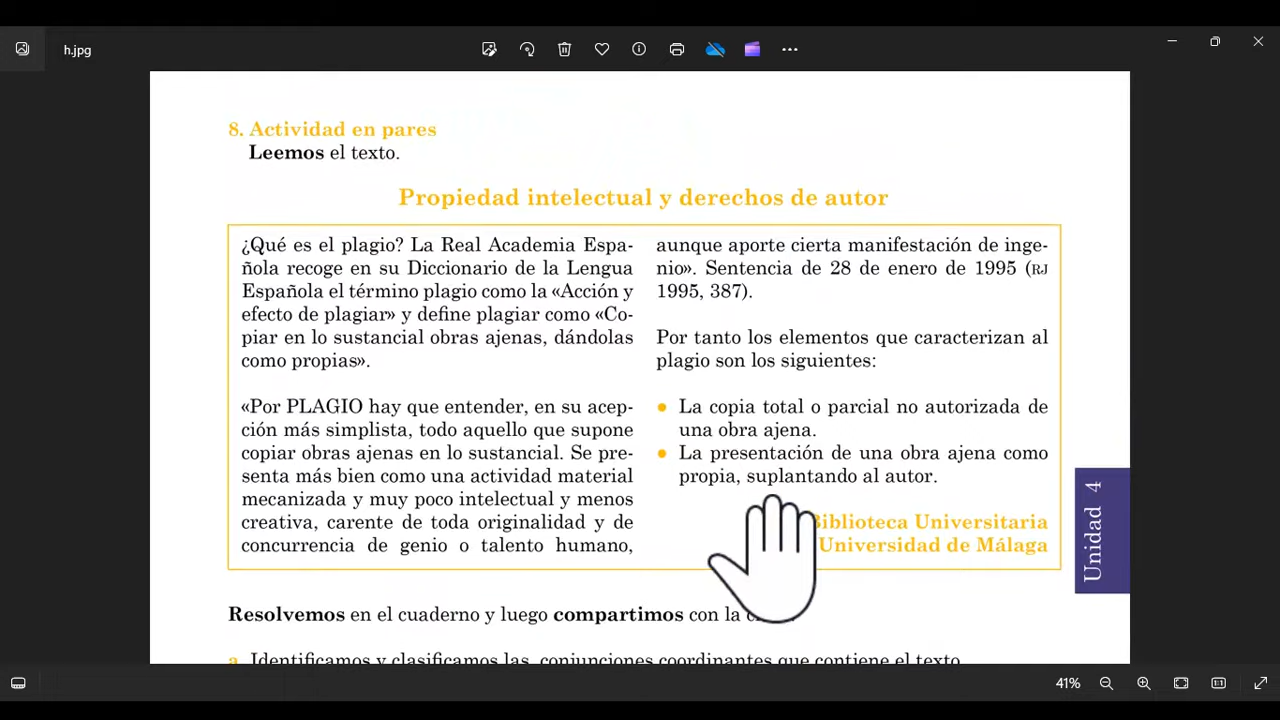 h.jpg
8. Actividad en pares
Leemos el texto.
Propiedad intelectual y derechos de autor
¿Qué es el plagio? La Real Academia Espa-
ñola recoge en su Diccionario de la Lengua
Española el término plagio como la «Acción y
efecto de plagiar» y define plagiar como «Co-
piar en lo sustancial obras ajenas, dándolas
como propias».
«Por PLAGIO hay que entender, en su acep-
ción más simplista, todo aquello que supone
copiar obras ajenas en lo sustancial. Se pre-
senta más bien como una actividad material
mecanizada y muy poco intelectual y menos
creativa, carente de toda originalidad y de
concurrencia de genio o talento humano,
aunque aporte cierta manifestación de inge-
nio». Sentencia de 28 de enero de 1995 (RJ
1995, 387).
Por tanto los elementos que caracterizan al
plagio son los siguientes:
● La copia total o parcial no autorizada de
una obra ajena.
● La presentación de una obra ajena como
propia, suplantando al autor.
Biblioteca Universitaria
Universidad de Málaga
Unidad 4
Resolvemos en el cuaderno y luego compartimos con la
a. Identificamos y clasificamos las conjunciones coordinantes que contiene el texto
41%